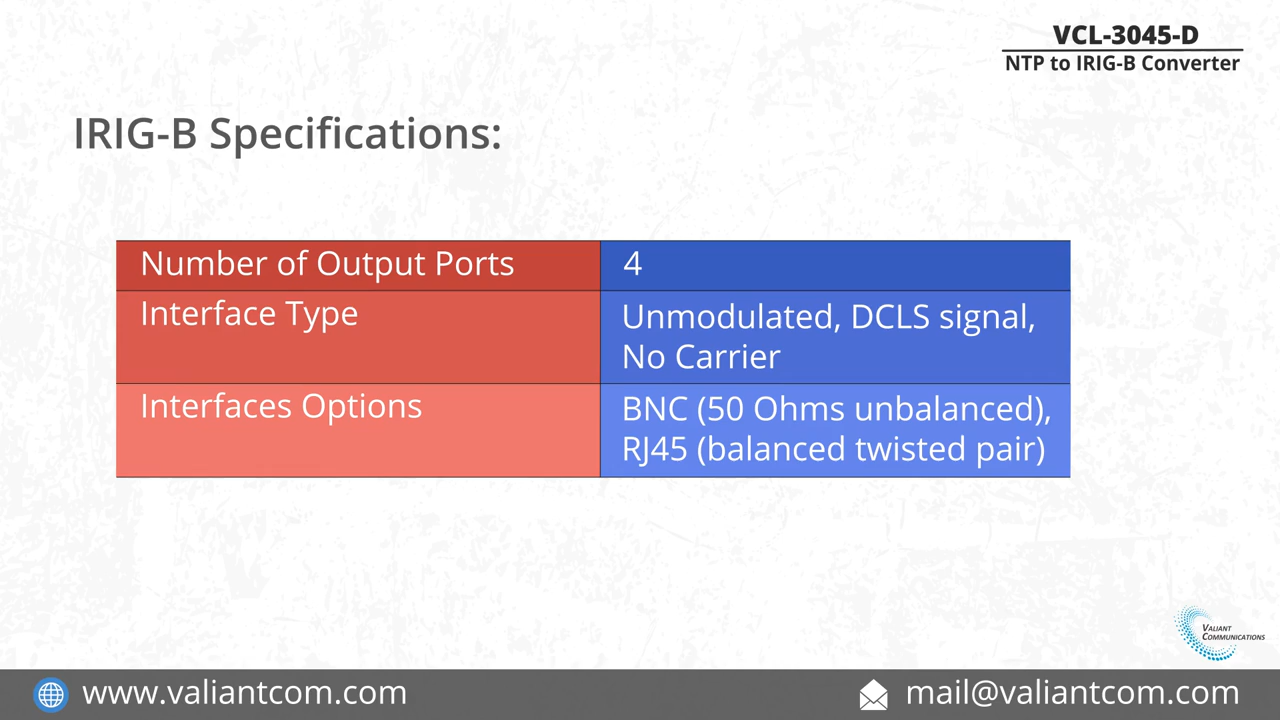 VCL-3045-D
NTP to IRIG-B Converter
IRIG-B Specifications:
Number of Output Ports
4
Interface Type
Unmodulated, DCLS signal,
No Carrier
Interfaces Options
BNC (50 Ohms unbalanced),
RJ45 (balanced twisted pair)
VALIANT
COMMUNICATIONS
www.valiantcom.com
mail@valiantcom.com